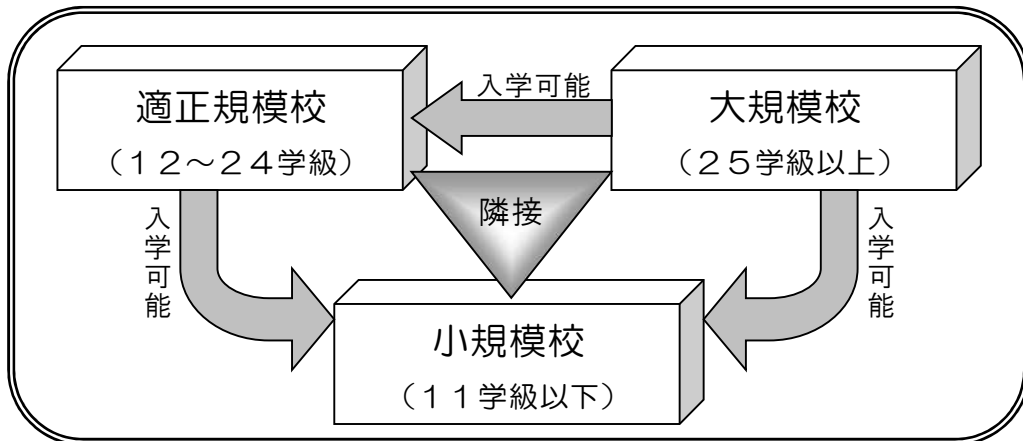 適正規模校
（１２～２４学級）
入学可能
大規模校
（２５学級以上）
隣接
入学可能
入学可能
小規模校
（１１学級以下）